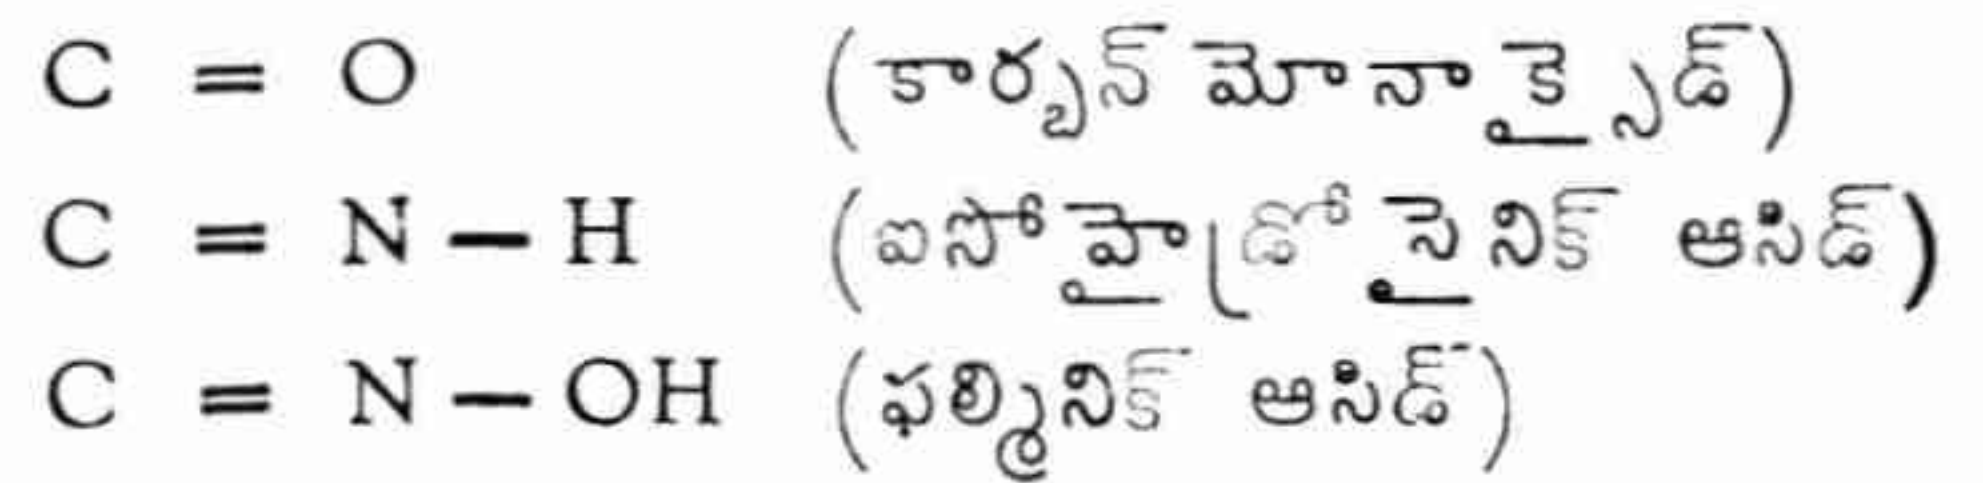 C = O (కార్బన్ మోనాక్సైడ్)
C = N — H (ఐసోహైడ్రోసైనిక్ ఆసిడ్)
C = N — OH (ఫల్మినిక్ ఆసిడ్)